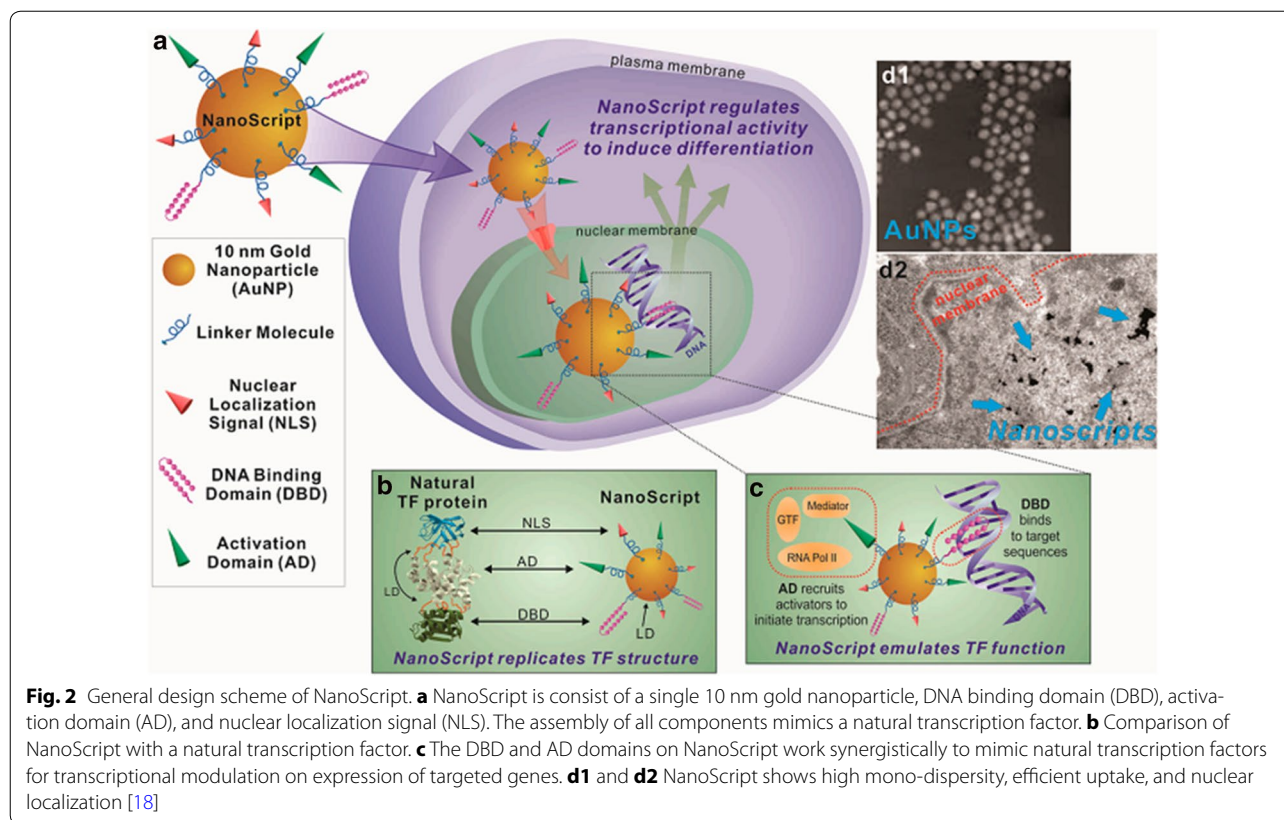 a
NanoScript
10 nm Gold
Nanoparticle
(AuNP)
Linker Molecule
Nuclear
Localization
Signal (NLS)
DNA Binding
Domain (DBD)
Activation
Domain (AD)
plasma membrane
NanoScript regulates
transcriptional activity
to induce differentiation
nuclear membrane
DNA
d1
AuNPs
d2
nuclear
membrane
Nanoscripts
b
Natural
TF protein
NanoScript
NLS
AD
LD
DBD
LD
NanoScript replicates TF structure
c
GTF
Mediator
RNA Pol II
AD recruits
activators to
initiate transcription
DBD
binds
to target
sequences
DNA
NanoScript emulates TF function
Fig. 2 General design scheme of NanoScript. a NanoScript is consist of a single 10 nm gold nanoparticle, DNA binding domain (DBD), activa-
tion domain (AD), and nuclear localization signal (NLS). The assembly of all components mimics a natural transcription factor. b Comparison of
NanoScript with a natural transcription factor. c The DBD and AD domains on NanoScript work synergistically to mimic natural transcription factors
for transcriptional modulation on expression of targeted genes. d1 and d2 NanoScript shows high mono-dispersity, efficient uptake, and nuclear
localization [18]